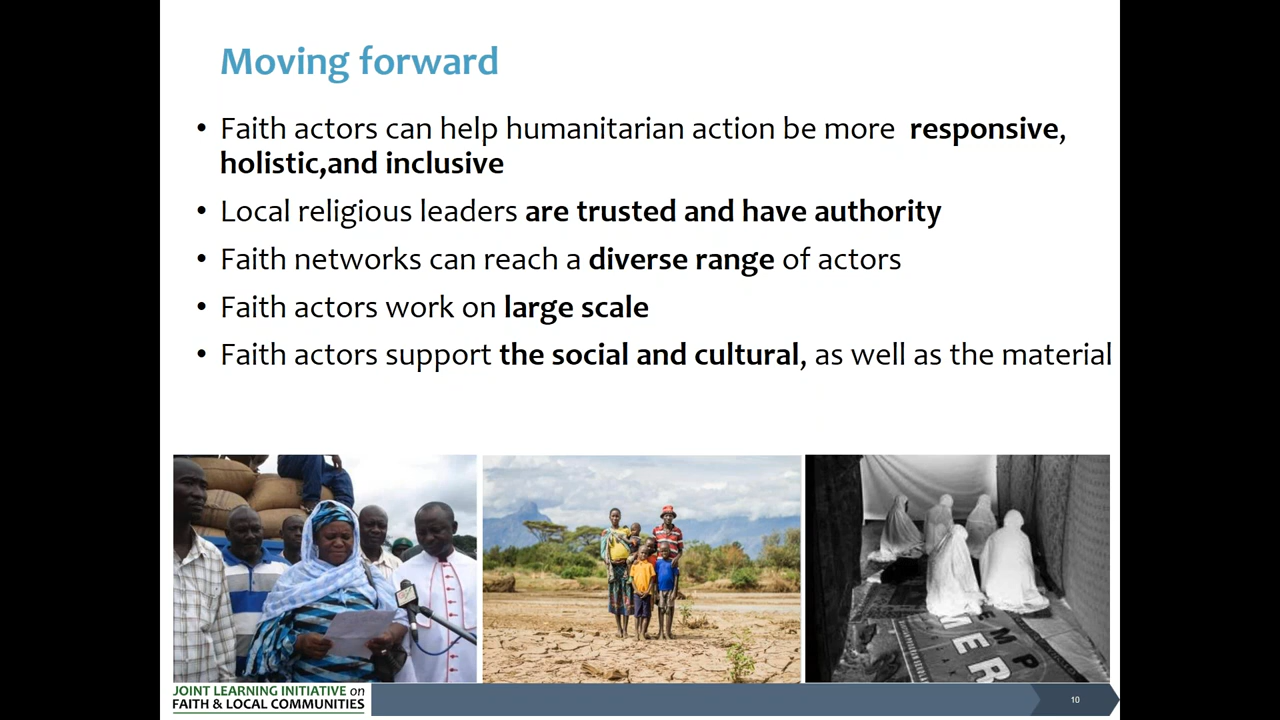 Moving forward
• Faith actors can help humanitarian action be more  responsive,
holistic,and inclusive
• Local religious leaders are trusted and have authority
• Faith networks can reach a diverse range of actors
• Faith actors work on large scale
• Faith actors support the social and cultural, as well as the material
JOINT LEARNING INITIATIVE on
FAITH & LOCAL COMMUNITIES
10